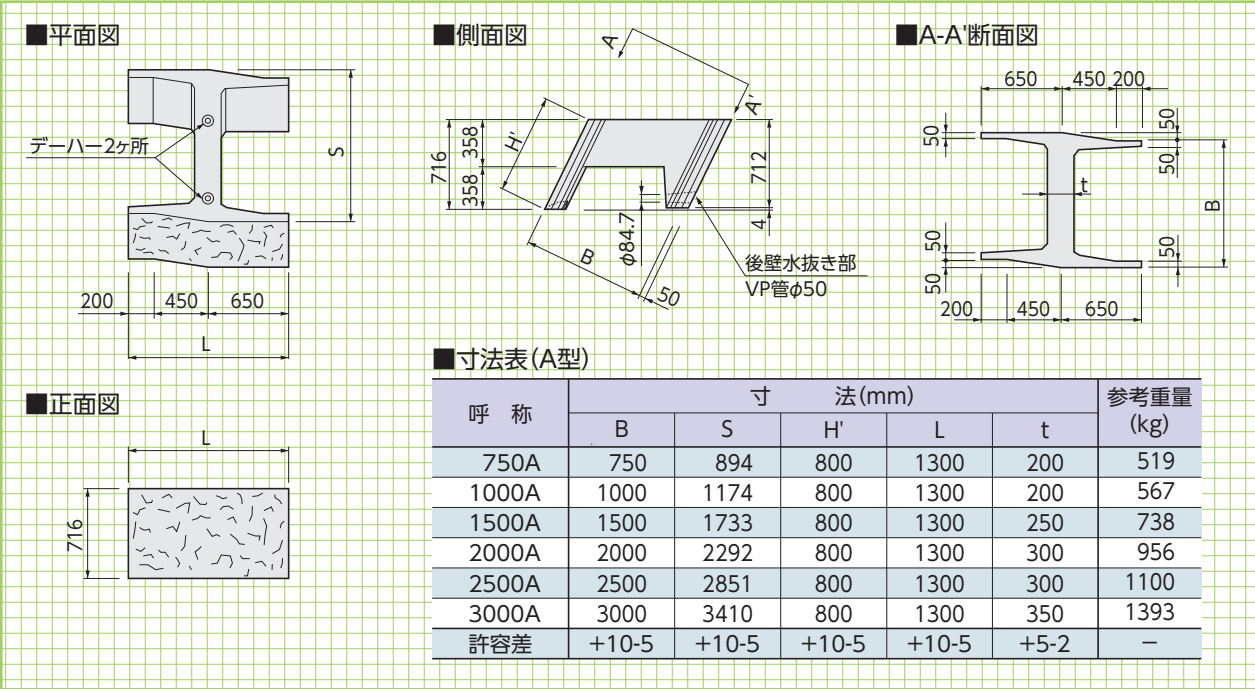 ■平面図
デーハー2ヶ所
S
200 450 650
L
■正面図
L
716
■側面図
A
A'
H'
716
358
358
712
4
B
50
φ84.7
後壁水抜き部
VP管φ50
■A-A'断面図
650 450 200
50
50
50
t
B
50
50
50
200 450 650
■寸法表(A型)
呼 称 寸 法(mm) 参考重量(kg)
B S H' L t
750A 750 894 800 1300 200 519
1000A 1000 1174 800 1300 200 567
1500A 1500 1733 800 1300 250 738
2000A 2000 2292 800 1300 300 956
2500A 2500 2851 800 1300 300 1100
3000A 3000 3410 800 1300 350 1393
許容差 +10-5 +10-5 +10-5 +10-5 +5-2 −